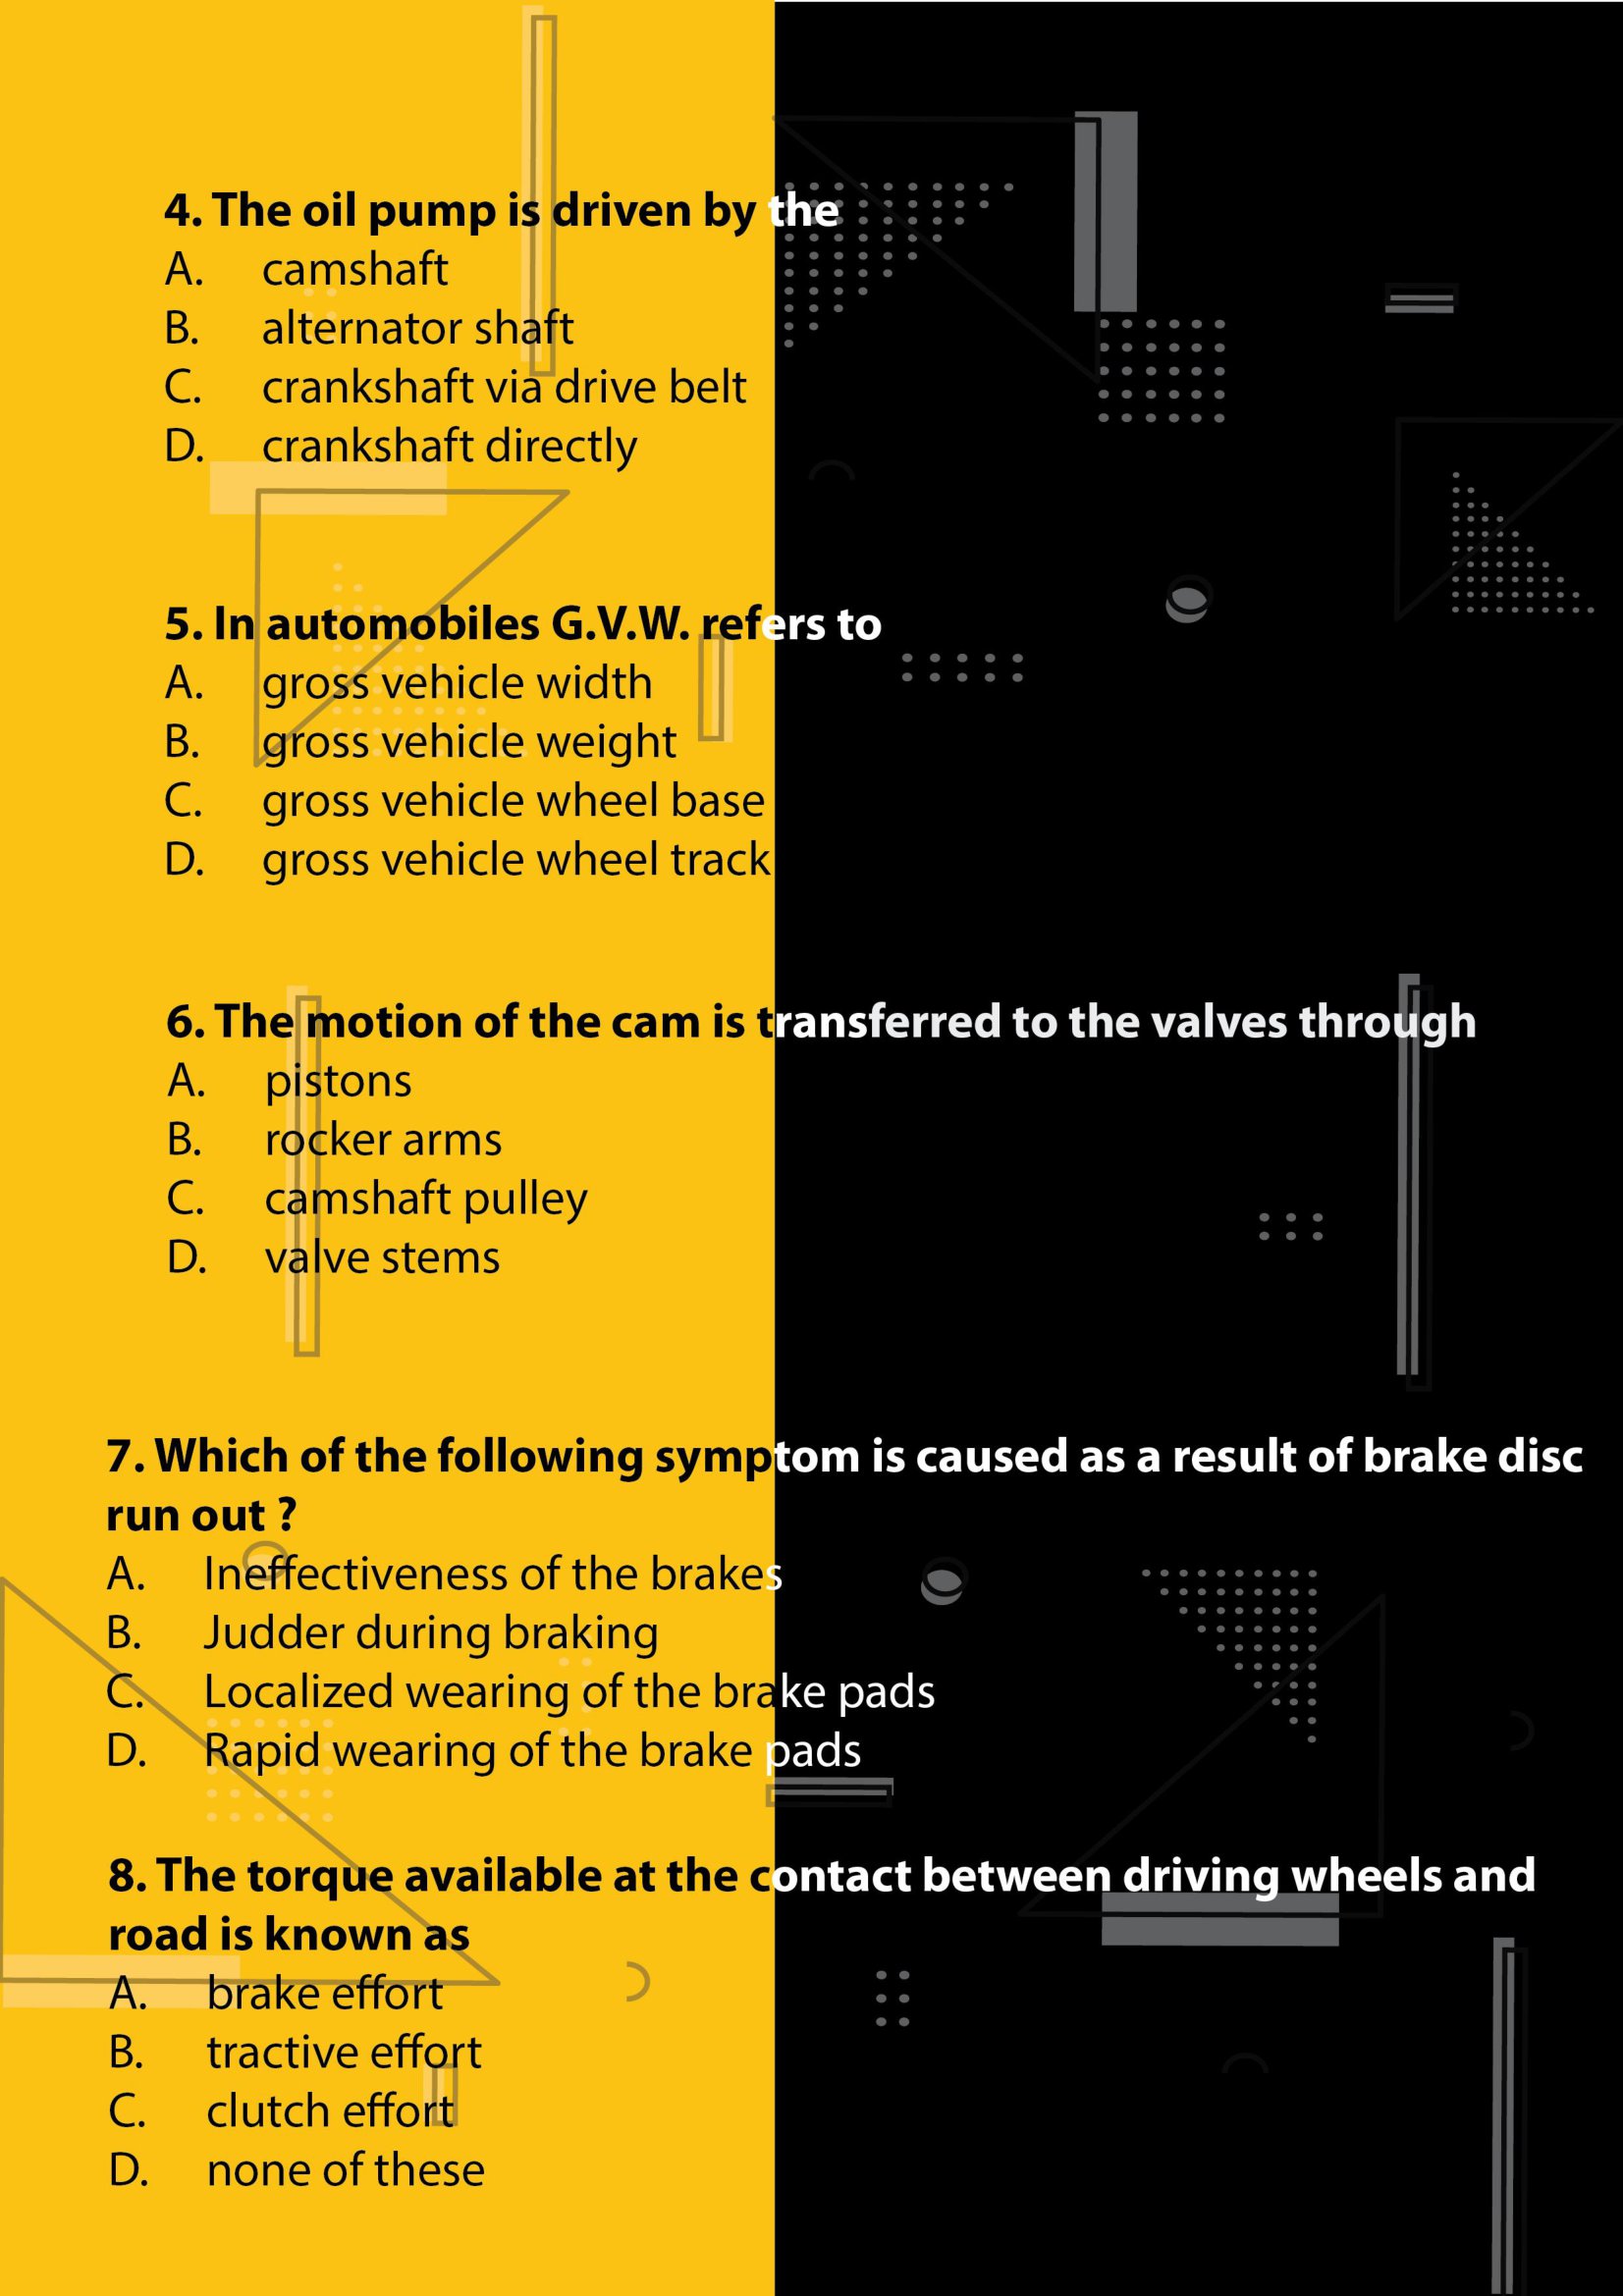 4. The oil pump is driven by the
A. camshaft
B. alternator shaft
C. crankshaft via drive belt
D. crankshaft directly
5. In automobiles G.V.W. refers to
A. gross vehicle width
B. gross vehicle weight
C. gross vehicle wheel base
D. gross vehicle wheel track
6. The motion of the cam is transferred to the valves through
A. pistons
B. rocker arms
C. camshaft pulley
D. valve stems
7. Which of the following symptom is caused as a result of brake disc
run out ?
A. Ineffectiveness of the brakes
B. Judder during braking
C. Localized wearing of the brake pads
D. Rapid wearing of the brake pads
8. The torque available at the contact between driving wheels and
road is known as
A. brake effort
B. tractive effort
C. clutch effort
D. none of these